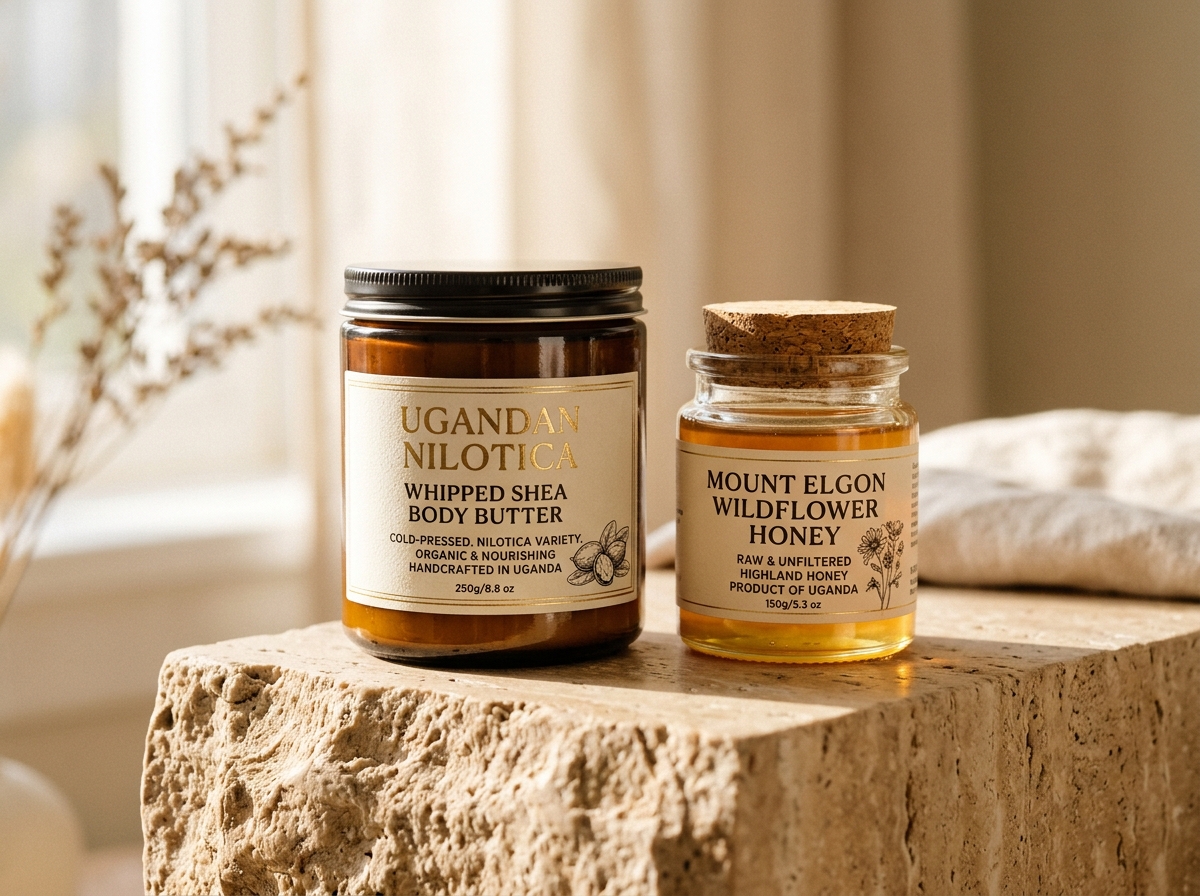 UGANDAN
NILOTICA
WHIPPED SHEA
BODY BUTTER
COLD-PRESSED. NILOTICA VARIETY.
ORGANIC & NOURISHING
HANDCRAFTED IN UGANDA
250g/8.8 oz
MOUNT ELGON
WILDFLOWER
HONEY
RAW & UNFILTERED
HIGHLAND HONEY
PRODUCT OF UGANDA
150g/5.3 oz